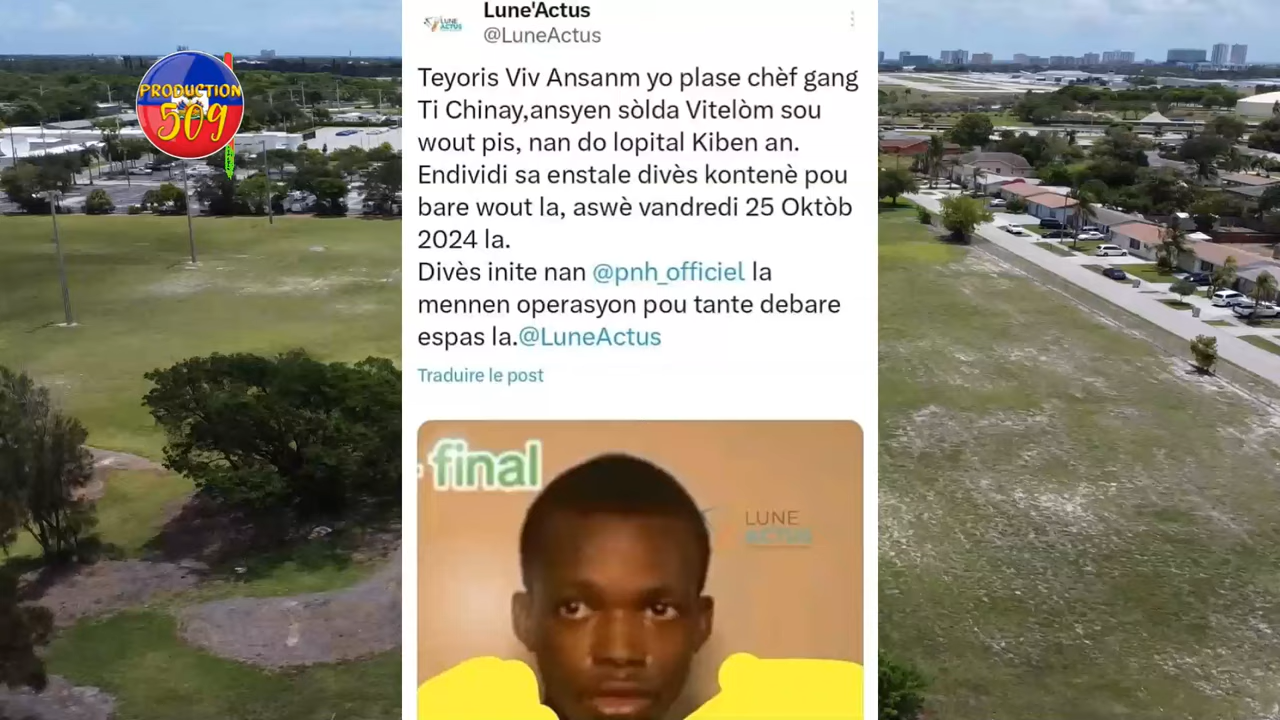 PRODUCTION
509
LUNE
ACTUS
Lune'Actus
@LuneActus
Teyoris Viv Ansanm yo plase chèf gang
Ti Chinay,ansyen sòlda Vitelòm sou
wout pis, nan do lopital Kiben an.
Endividi sa enstale divès kontenè pou
bare wout la, aswè vandredi 25 Oktòb
2024 la.
Divès inite nan @pnh_officiel la
mennen operasyon pou tante debare
espas la.@LuneActus
Traduire le post
final
LUNE
ACTUS